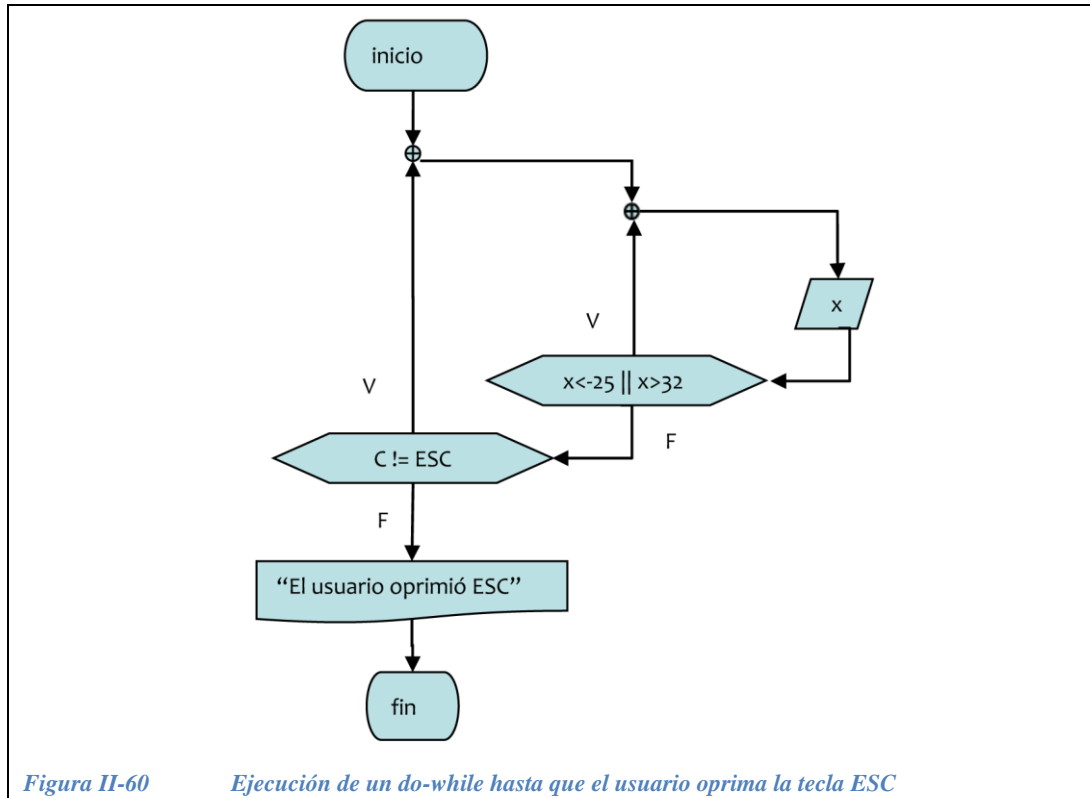 inicio
x
V
x<-25 || x>32
V
F
C != ESC
F
“El usuario oprimió ESC”
fin
Figura II-60 Ejecución de un do-while hasta que el usuario oprima la tecla ESC